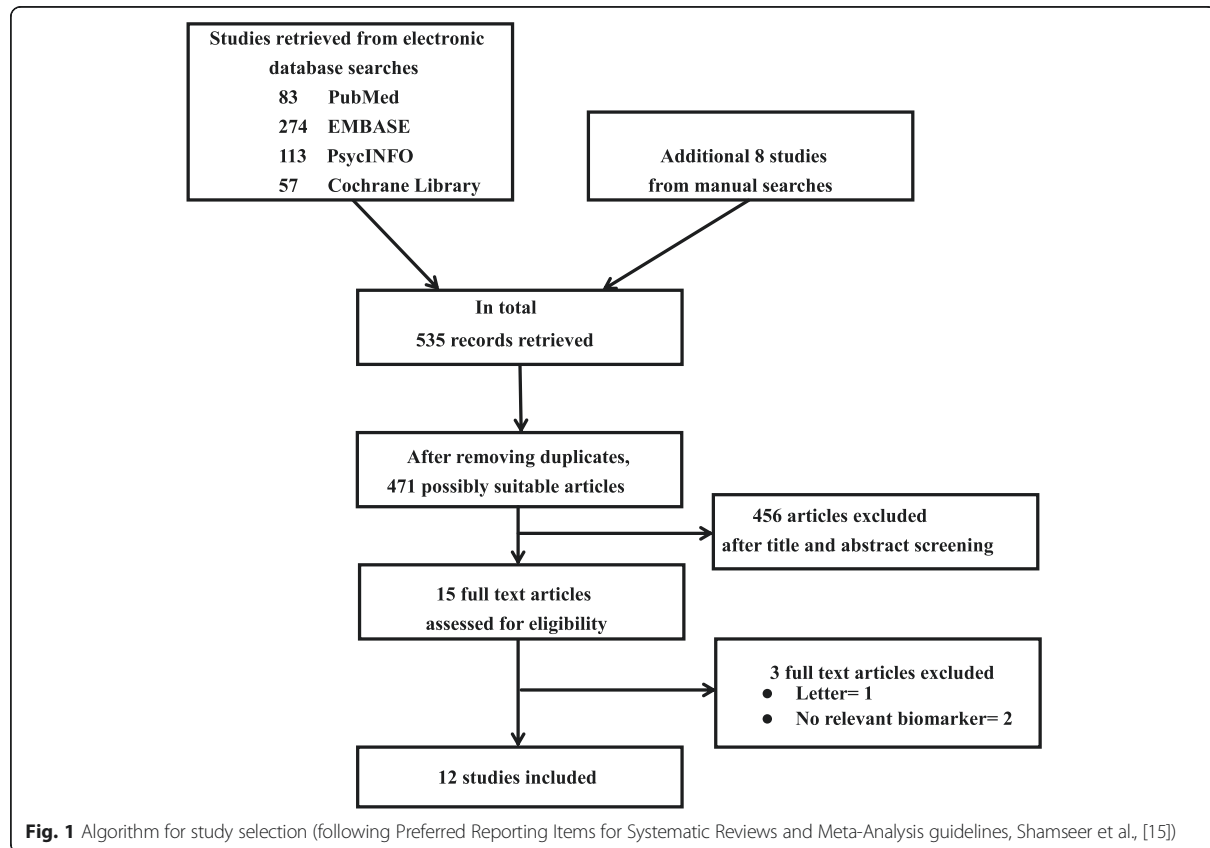 Studies retrieved from electronic
database searches
83 PubMed
274 EMBASE
113 PsycINFO
57 Cochrane Library
Additional 8 studies
from manual searches
In total
535 records retrieved
After removing duplicates,
471 possibly suitable articles
456 articles excluded
after title and abstract screening
15 full text articles
assessed for eligibility
3 full text articles excluded
● Letter= 1
● No relevant biomarker= 2
12 studies included
Fig. 1 Algorithm for study selection (following Preferred Reporting Items for Systematic Reviews and Meta-Analysis guidelines, Shamseer et al., [15])